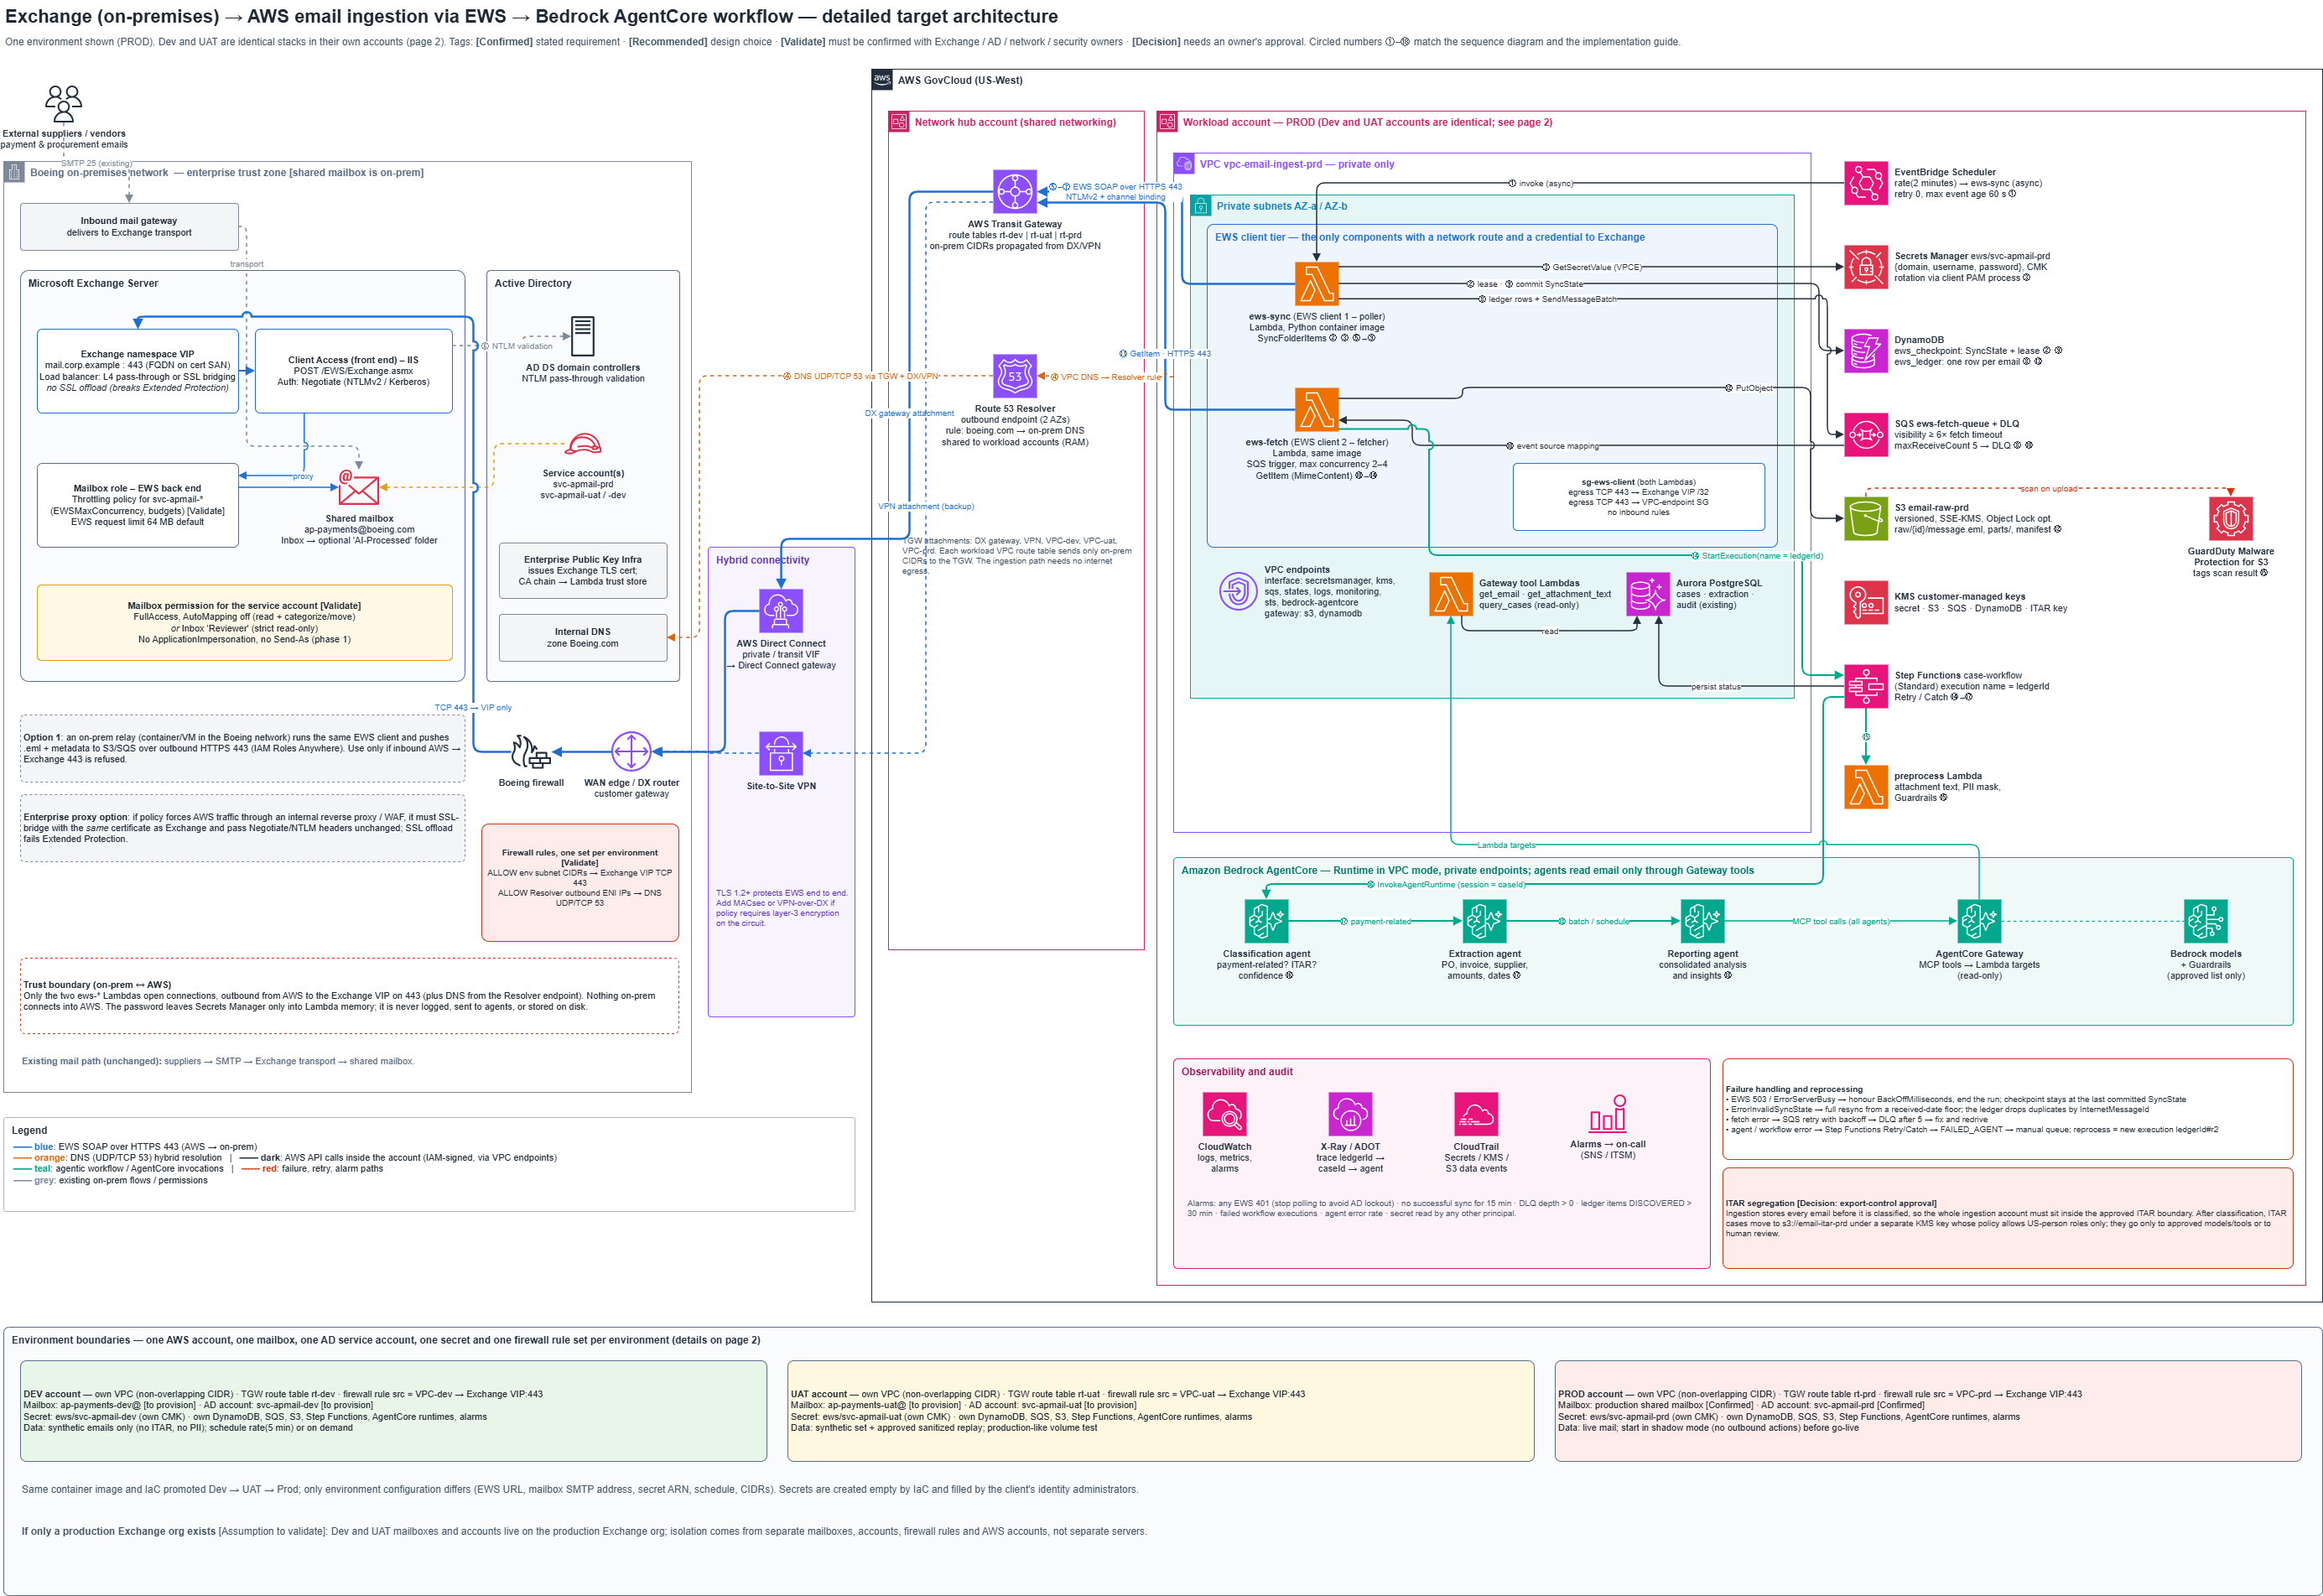 Exchange (on-premises) → AWS email ingestion via EWS → Bedrock AgentCore workflow — detailed target architecture
One environment shown (PROD). Dev and UAT are identical stacks in their own accounts (page 2). Tags: [Confirmed] stated requirement · [Recommended] design choice · [Validate] must be confirmed with Exchange / AD / network / security owners · [Decision] needs an owner's approval. Circled numbers match the sequence diagram and the implementation guide.
External suppliers / vendors
payment & procurement emails
SMTP 25 (existing)
Boeing on-premises network — enterprise trust zone [shared mailbox is on-prem]
Inbound mail gateway
delivers to Exchange transport
transport
Microsoft Exchange Server
Exchange namespace VIP
mail.corp.example : 443 (FQDN on cert SAN)
Load balancer: L4 pass-through or SSL bridging
no SSL offload (breaks Extended Protection)
Client Access (front end) – IIS
POST /EWS/Exchange.asmx
Auth: Negotiate (NTLMv2 / Kerberos)
Mailbox role – EWS back end
Throttling policy for svc-apmail-*
(EWSMaxConcurrency, budgets) [Validate]
EWS request limit 64 MB default
proxy
Shared mailbox
ap-payments@boeing.com
Inbox → optional 'AI-Processed' folder
Mailbox permission for the service account [Validate]
FullAccess, AutoMapping off (read + categorize/move)
or Inbox 'Reviewer' (strict read-only)
No ApplicationImpersonation, no Send-As (phase 1)
Active Directory
NTLM validation
AD DS domain controllers
NTLM pass-through validation
Service account(s)
svc-apmail-prd
svc-apmail-uat / -dev
Enterprise Public Key Infra
issues Exchange TLS cert;
CA chain → Lambda trust store
Internal DNS
zone Boeing.com
TCP 443 → VIP only
Option 1: an on-prem relay (container/VM in the Boeing network) runs the same EWS client and pushes
.eml + metadata to S3/SQS over outbound HTTPS 443 (IAM Roles Anywhere). Use only if inbound AWS →
Exchange 443 is refused.
Enterprise proxy option: if policy forces AWS traffic through an internal reverse proxy / WAF, it must SSL-
bridge with the same certificate as Exchange and pass Negotiate/NTLM headers unchanged; SSL offload
fails Extended Protection.
Boeing firewall
WAN edge / DX router
customer gateway
Firewall rules, one set per environment
[Validate]
ALLOW env subnet CIDRs → Exchange VIP TCP
443
ALLOW Resolver outbound ENI IPs → DNS
UDP/TCP 53
Trust boundary (on-prem ↔ AWS)
Only the two ews-* Lambdas open connections, outbound from AWS to the Exchange VIP on 443 (plus DNS from the Resolver endpoint). Nothing on-prem
connects into AWS. The password leaves Secrets Manager only into Lambda memory; it is never logged, sent to agents, or stored on disk.
Existing mail path (unchanged): suppliers → SMTP → Exchange transport → shared mailbox.
Legend
blue: EWS SOAP over HTTPS 443 (AWS → on-prem)
orange: DNS (UDP/TCP 53) hybrid resolution | dark: AWS API calls inside the account (IAM-signed, via VPC endpoints)
teal: agentic workflow / AgentCore invocations | red: failure, retry, alarm paths
grey: existing on-prem flows / permissions
Hybrid connectivity
AWS Direct Connect
private / transit VIF
→ Direct Connect gateway
Site-to-Site VPN
TLS 1.2+ protects EWS end to end.
Add MACsec or VPN-over-DX if
policy requires layer-3 encryption
on the circuit.
aws
AWS GovCloud (US-West)
Network hub account (shared networking)
AWS Transit Gateway
route tables rt-dev | rt-uat | rt-prd
on-prem CIDRs propagated from DX/VPN
EWS SOAP over HTTPS 443
NTLMv2 + channel binding
④ DNS UDP/TCP 53 via TGW + DX/VPN
④ VPC DNS → Resolver rule
GetItem · HTTPS 443
53
Route 53 Resolver
outbound endpoint (2 AZs)
rule: boeing.com → on-prem DNS
shared to workload accounts (RAM)
DX gateway attachment
VPN attachment (backup)
TGW attachments: DX gateway, VPN, VPC-dev, VPC-uat,
VPC-prd. Each workload VPC route table sends only on-prem
CIDRs to the TGW. The ingestion path needs no internet
egress.
Workload account — PROD (Dev and UAT accounts are identical; see page 2)
VPC vpc-email-ingest-prd — private only
Private subnets AZ-a / AZ-b
① invoke (async)
EWS client tier — the only components with a network route and a credential to Exchange
GetSecretValue (VPCE)
lease · commit SyncState
ledger rows + SendMessageBatch
ews-sync (EWS client 1 – poller)
Lambda, Python container image
SyncFolderItems
PutObject
event source mapping
ews-fetch (EWS client 2 – fetcher)
Lambda, same image
SQS trigger, max concurrency 2–4
GetItem (MimeContent)
sg-ews-client (both Lambdas)
egress TCP 443 → Exchange VIP /32
egress TCP 443 → VPC-endpoint SG
no inbound rules
StartExecution(name = ledgerId)
VPC endpoints
interface: secretsmanager, kms,
sqs, states, logs, monitoring,
sts, bedrock-agentcore
gateway: s3, dynamodb
Gateway tool Lambdas
get_email · get_attachment_text
query_cases (read-only)
Aurora PostgreSQL
cases · extraction ·
audit (existing)
read
persist status
EventBridge Scheduler
rate(2 minutes) → ews-sync (async)
retry 0, max event age 60 s ①
Secrets Manager ews/svc-apmail-prd
{domain, username, password}, CMK
rotation via client PAM process
DynamoDB
ews_checkpoint: SyncState + lease
ews_ledger: one row per email
SQS ews-fetch-queue + DLQ
visibility ≥ 6× fetch timeout
maxReceiveCount 5 → DLQ
S3 email-raw-prd
versioned, SSE-KMS, Object Lock opt.
raw/{id}/message.eml, parts/, manifest
scan on upload
GuardDuty Malware
Protection for S3
tags scan result
KMS customer-managed keys
secret · S3 · SQS · DynamoDB · ITAR key
Step Functions case-workflow
(Standard) execution name = ledgerId
Retry / Catch
preprocess Lambda
attachment text, PII mask,
Guardrails
Lambda targets
Amazon Bedrock AgentCore — Runtime in VPC mode, private endpoints; agents read email only through Gateway tools
InvokeAgentRuntime (session = caseId)
payment-related
batch / schedule
MCP tool calls (all agents)
Classification agent
payment-related? ITAR?
confidence
Extraction agent
PO, invoice, supplier,
amounts, dates
Reporting agent
consolidated analysis
and insights
AgentCore Gateway
MCP tools → Lambda targets
(read-only)
Bedrock models
+ Guardrails
(approved list only)
Observability and audit
CloudWatch
logs, metrics,
alarms
X-Ray / ADOT
trace ledgerId →
caseId → agent
CloudTrail
Secrets / KMS /
S3 data events
Alarms → on-call
(SNS / ITSM)
Alarms: any EWS 401 (stop polling to avoid AD lockout) · no successful sync for 15 min · DLQ depth > 0 · ledger items DISCOVERED >
30 min · failed workflow executions · agent error rate · secret read by any other principal.
Failure handling and reprocessing
• EWS 503 / ErrorServerBusy → honour BackOffMilliseconds, end the run; checkpoint stays at the last committed SyncState
• ErrorInvalidSyncState → full resync from a received-date floor; the ledger drops duplicates by InternetMessageId
• fetch error → SQS retry with backoff → DLQ after 5 → fix and redrive
• agent / workflow error → Step Functions Retry/Catch → FAILED_AGENT → manual queue; reprocess = new execution ledgerId#r2
ITAR segregation [Decision: export-control approval]
Ingestion stores every email before it is classified, so the whole ingestion account must sit inside the approved ITAR boundary. After classification, ITAR
cases move to s3://email-itar-prd under a separate KMS key whose policy allows US-person roles only; they go only to approved models/tools or to
human review.
Environment boundaries — one AWS account, one mailbox, one AD service account, one secret and one firewall rule set per environment (details on page 2)
DEV account — own VPC (non-overlapping CIDR) · TGW route table rt-dev · firewall rule src = VPC-dev → Exchange VIP:443
Mailbox: ap-payments-dev@ [to provision] · AD account: svc-apmail-dev [to provision]
Secret: ews/svc-apmail-dev (own CMK) · own DynamoDB, SQS, S3, Step Functions, AgentCore runtimes, alarms
Data: synthetic emails only (no ITAR, no PII); schedule rate(5 min) or on demand
UAT account — own VPC (non-overlapping CIDR) · TGW route table rt-uat · firewall rule src = VPC-uat → Exchange VIP:443
Mailbox: ap-payments-uat@ [to provision] · AD account: svc-apmail-uat [to provision]
Secret: ews/svc-apmail-uat (own CMK) · own DynamoDB, SQS, S3, Step Functions, AgentCore runtimes, alarms
Data: synthetic set + approved sanitized replay; production-like volume test
PROD account — own VPC (non-overlapping CIDR) · TGW route table rt-prd · firewall rule src = VPC-prd → Exchange VIP:443
Mailbox: production shared mailbox [Confirmed] · AD account: svc-apmail-prd [Confirmed]
Secret: ews/svc-apmail-prd (own CMK) · own DynamoDB, SQS, S3, Step Functions, AgentCore runtimes, alarms
Data: live mail; start in shadow mode (no outbound actions) before go-live
Same container image and IaC promoted Dev → UAT → Prod; only environment configuration differs (EWS URL, mailbox SMTP address, secret ARN, schedule, CIDRs). Secrets are created empty by IaC and filled by the client's identity administrators.
If only a production Exchange org exists [Assumption to validate]: Dev and UAT mailboxes and accounts live on the production Exchange org; isolation comes from separate mailboxes, accounts, firewall rules and AWS accounts, not separate servers.